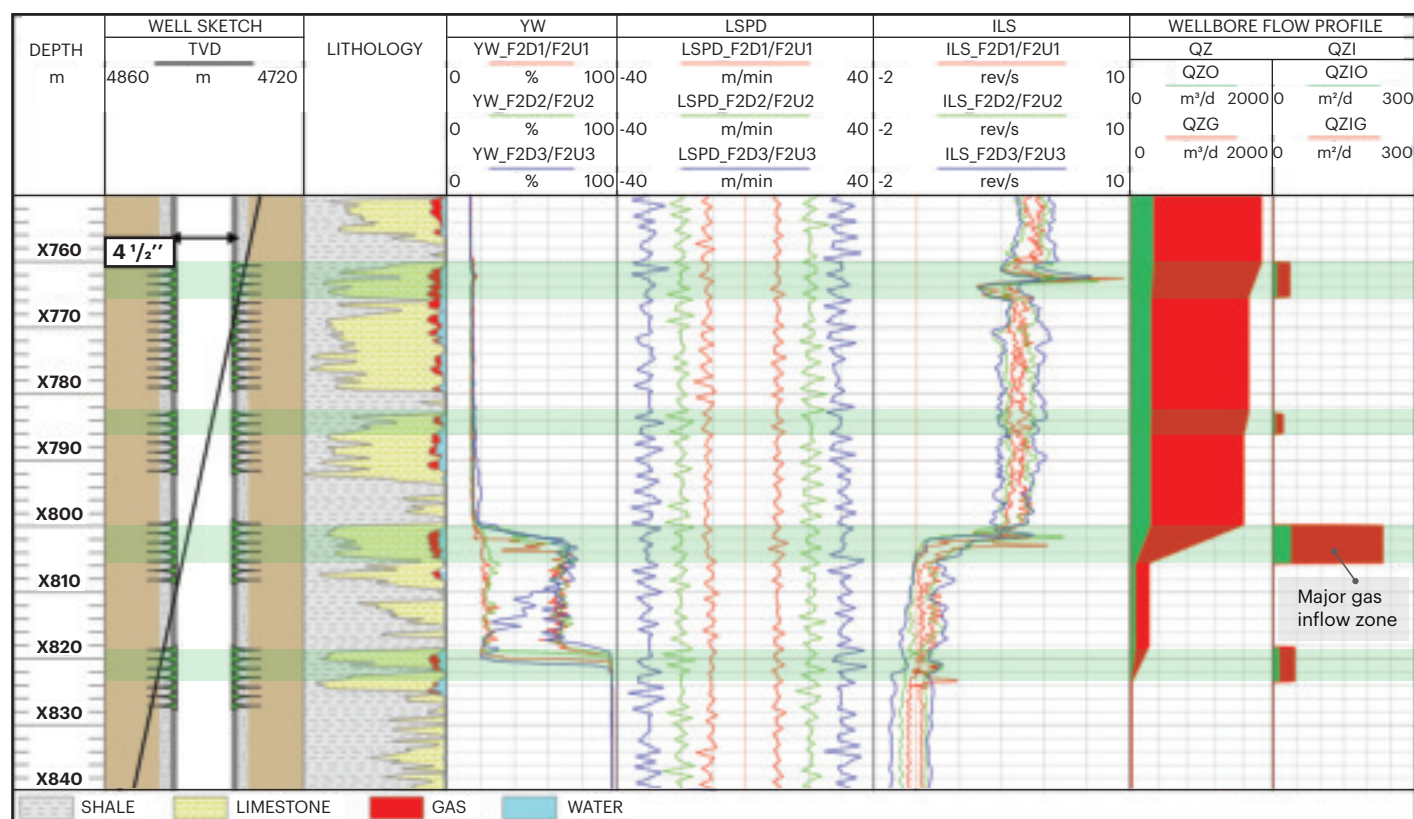 WELL SKETCH YW LSPD ILS WELLBORE FLOW PROFILE
DEPTH TVD LITHOLOGY YW_F2D1/F2U1 LSPD_F2D1/F2U1 ILS_F2D1/F2U1 QZ QZI
m 4860 m 4720 0 % 100 -40 m/min 40 -2 rev/s 10 QZO QZIO
YW_F2D2/F2U2 LSPD_F2D2/F2U2 ILS_F2D2/F2U2 0 m³/d 2000 0 m²/d 300
0 % 100 -40 m/min 40 -2 rev/s 10 QZG QZIG
YW_F2D3/F2U3 LSPD_F2D3/F2U3 ILS_F2D3/F2U3 0 m³/d 2000 0 m²/d 300
0 % 100 -40 m/min 40 -2 rev/s 10
4 1/2’’
X760
X770
X780
X790
X800
X810
Major gas
inflow zone
X820
X830
X840
SHALE LIMESTONE GAS WATER